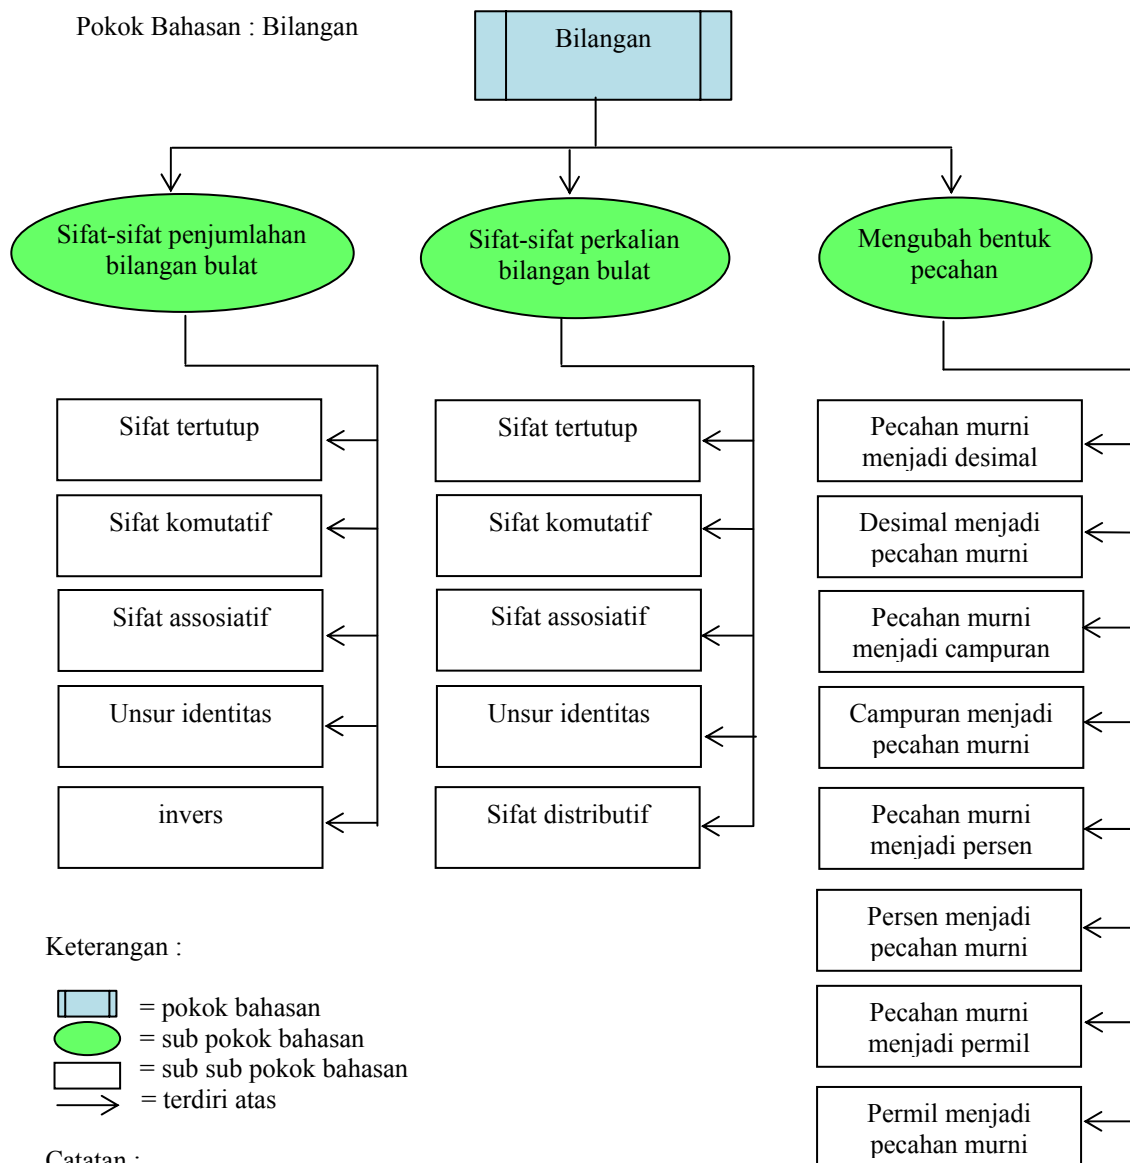 Pokok Bahasan : Bilangan
Bilangan
Sifat-sifat penjumlahan
bilangan bulat
Sifat-sifat perkalian
bilangan bulat
Mengubah bentuk
pecahan
Sifat tertutup
Sifat komutatif
Sifat assosiatif
Unsur identitas
invers
Sifat tertutup
Sifat komutatif
Sifat assosiatif
Unsur identitas
Sifat distributif
Pecahan murni
menjadi desimal
Desimal menjadi
pecahan murni
Pecahan murni
menjadi campuran
Campuran menjadi
pecahan murni
Pecahan murni
menjadi persen
Persen menjadi
pecahan murni
Pecahan murni
menjadi permil
Permil menjadi
pecahan murni
Keterangan :
= pokok bahasan
= sub pokok bahasan
= sub sub pokok bahasan
= terdiri atas
Catatan :